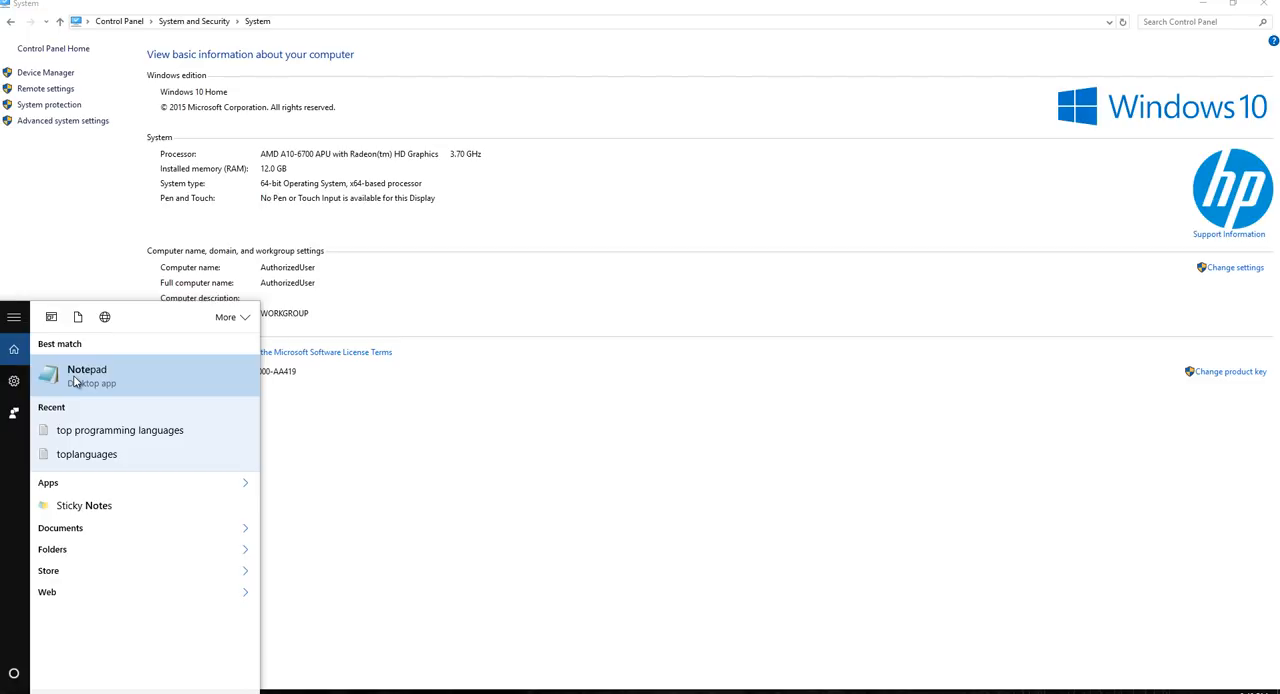 System
Control Panel > System and Security > System
Search Control Panel
Control Panel Home
Device Manager
Remote settings
System protection
Advanced system settings
View basic information about your computer
Windows edition
Windows 10 Home
© 2015 Microsoft Corporation. All rights reserved.
Windows 10
System
Processor: AMD A10-6700 APU with Radeon(tm) HD Graphics 3.70 GHz
Installed memory (RAM): 12.0 GB
System type: 64-bit Operating System, x64-based processor
Pen and Touch: No Pen or Touch Input is available for this Display
hp
Support Information
Computer name, domain, and workgroup settings
Computer name: AuthorizedUser
Full computer name: AuthorizedUser
Computer description:
WORKGROUP
Change settings
the Microsoft Software License Terms
000-AA419
Change product key
More
Best match
Notepad
Desktop app
Recent
top programming languages
toplanguages
Apps
Sticky Notes
Documents
Folders
Store
Web